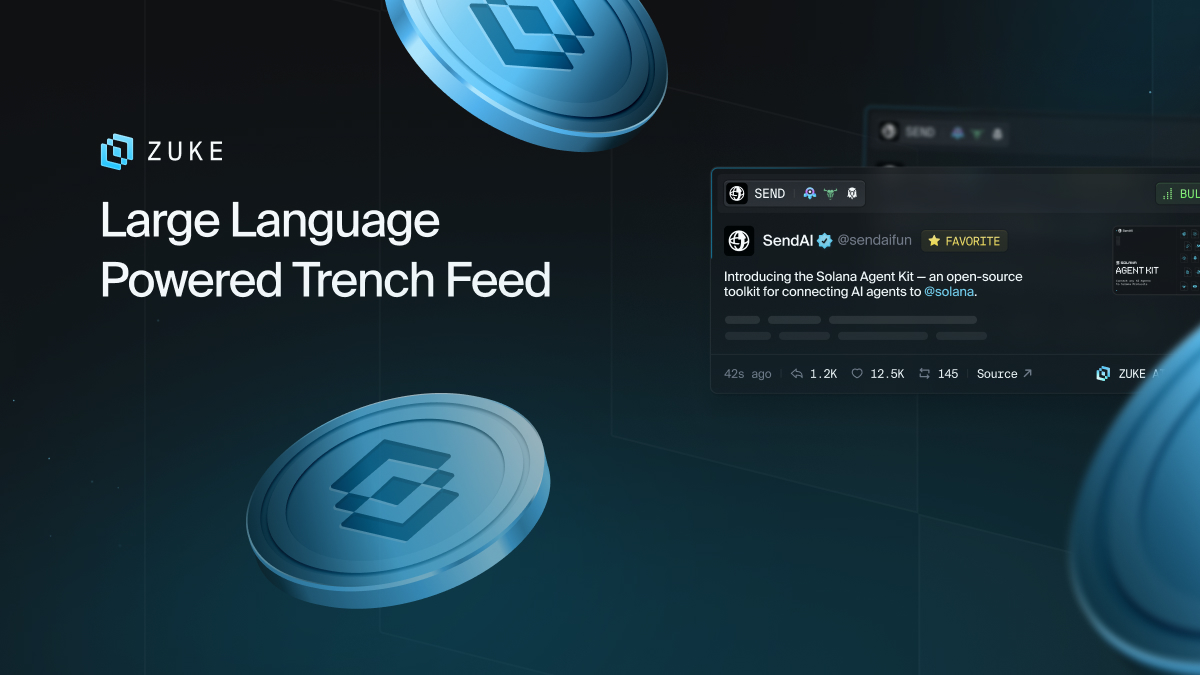 ZUKE
Large Language
Powered Trench Feed
SEND
SEND
BUL
SendAI @sendaifun FAVORITE
Introducing the Solana Agent Kit — an open-source
toolkit for connecting AI agents to @solana.
SOLANA
AGENT KIT
42s ago 1.2K 12.5K 145 Source ZUKE